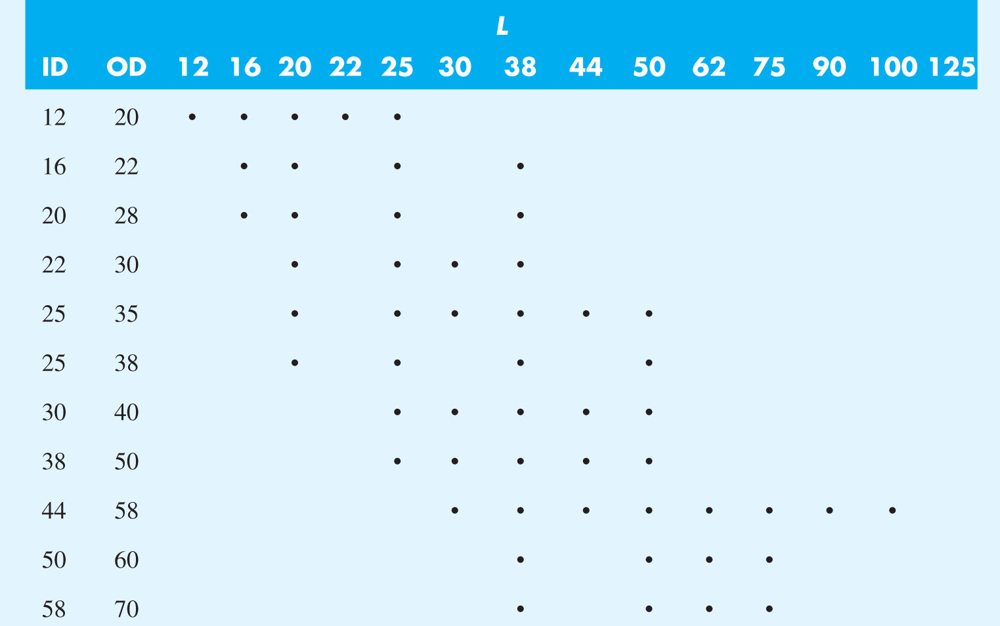 L
ID OD 12 16 20 22 25 30 38 44 50 62 75 90 100 125
12 20 • • • • •
16 22 • • • •
20 28 • • • •
22 30 • • • •
25 35 • • • • • •
25 38 • • • •
30 40 • • • • •
38 50 • • • • •
44 58 • • • • • • • •
50 60 • • • •
58 70 • • • •